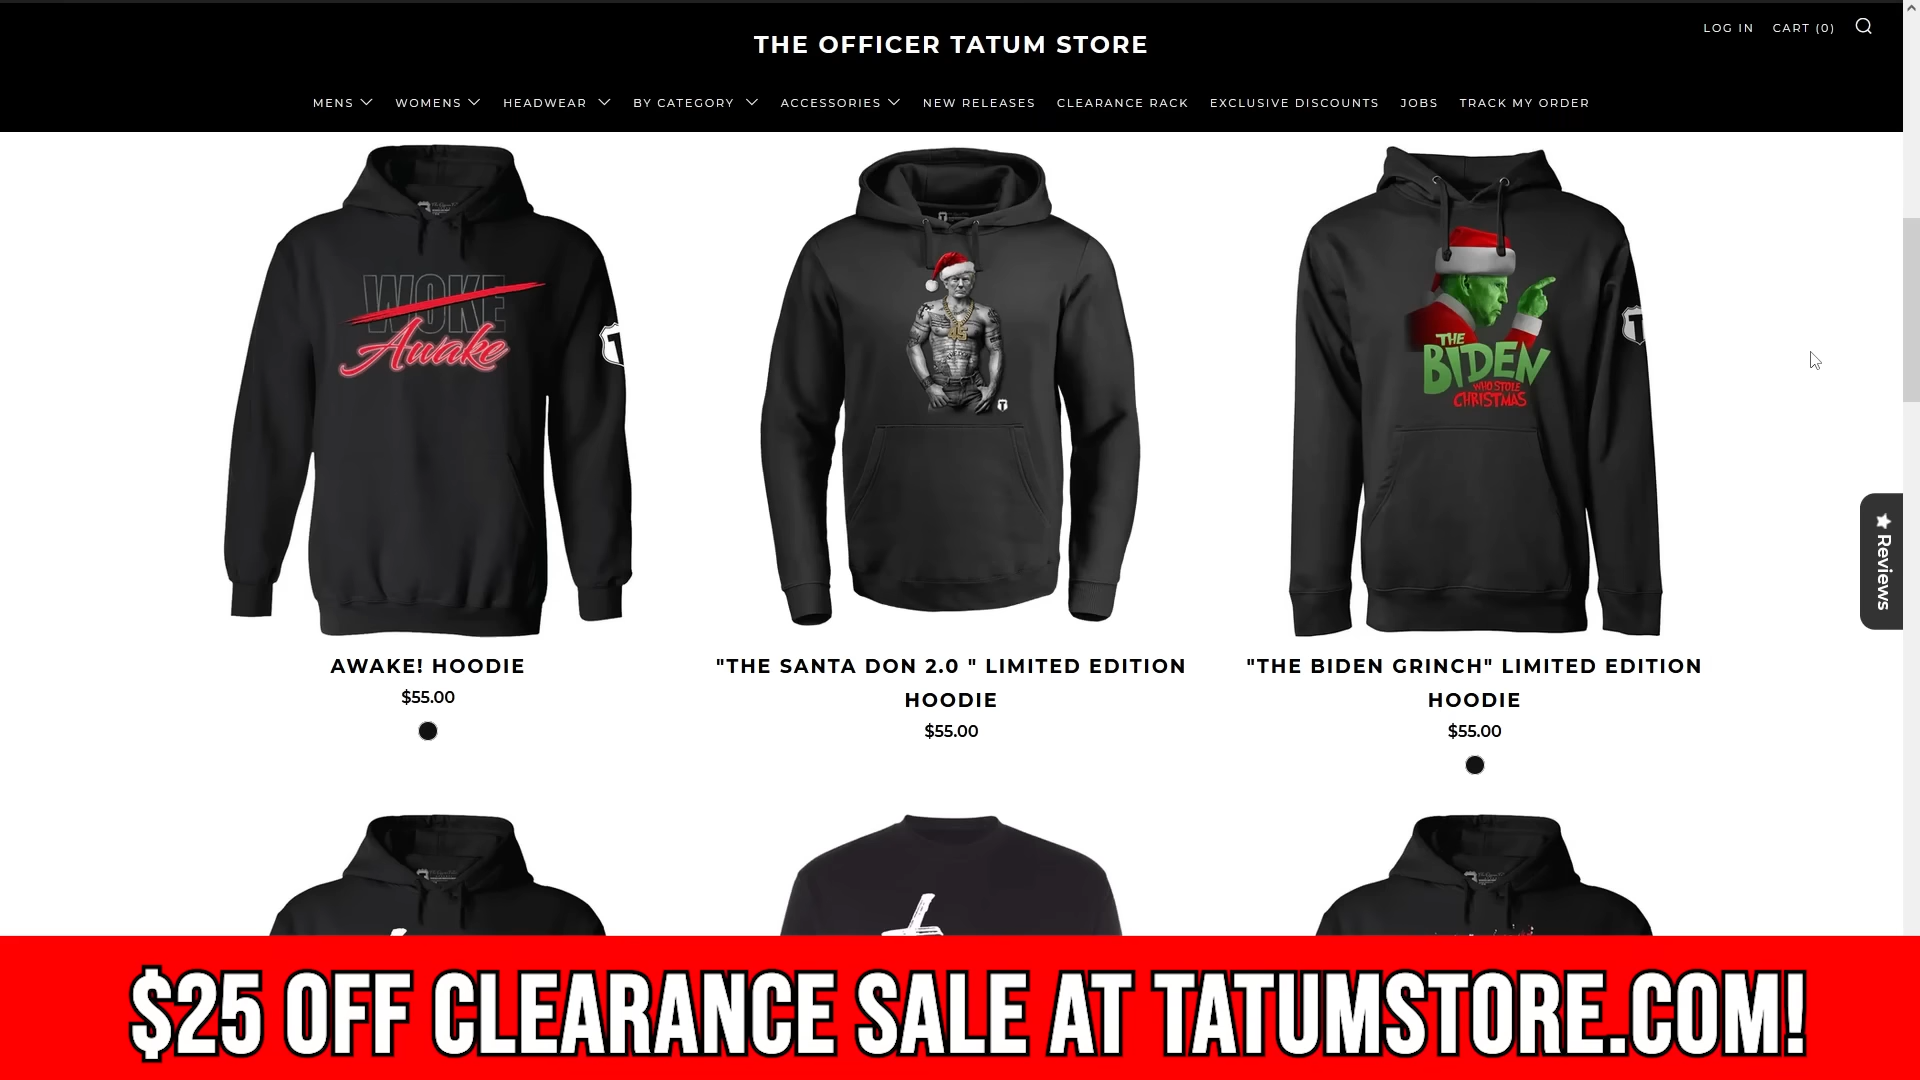 THE OFFICER TATUM STORE
LOG IN
CART (0)
MENS
WOMENS
HEADWEAR
BY CATEGORY
ACCESSORIES
NEW RELEASES
CLEARANCE RACK
EXCLUSIVE DISCOUNTS
JOBS
TRACK MY ORDER
WOKE
Awake
T
45
T
THE
BIDEN
WHO STOLE
CHRISTMAS
T
Reviews
AWAKE! HOODIE
$55.00
"THE SANTA DON 2.0 " LIMITED EDITION
HOODIE
$55.00
"THE BIDEN GRINCH" LIMITED EDITION
HOODIE
$55.00
$25 OFF CLEARANCE SALE AT TATUMSTORE.COM!